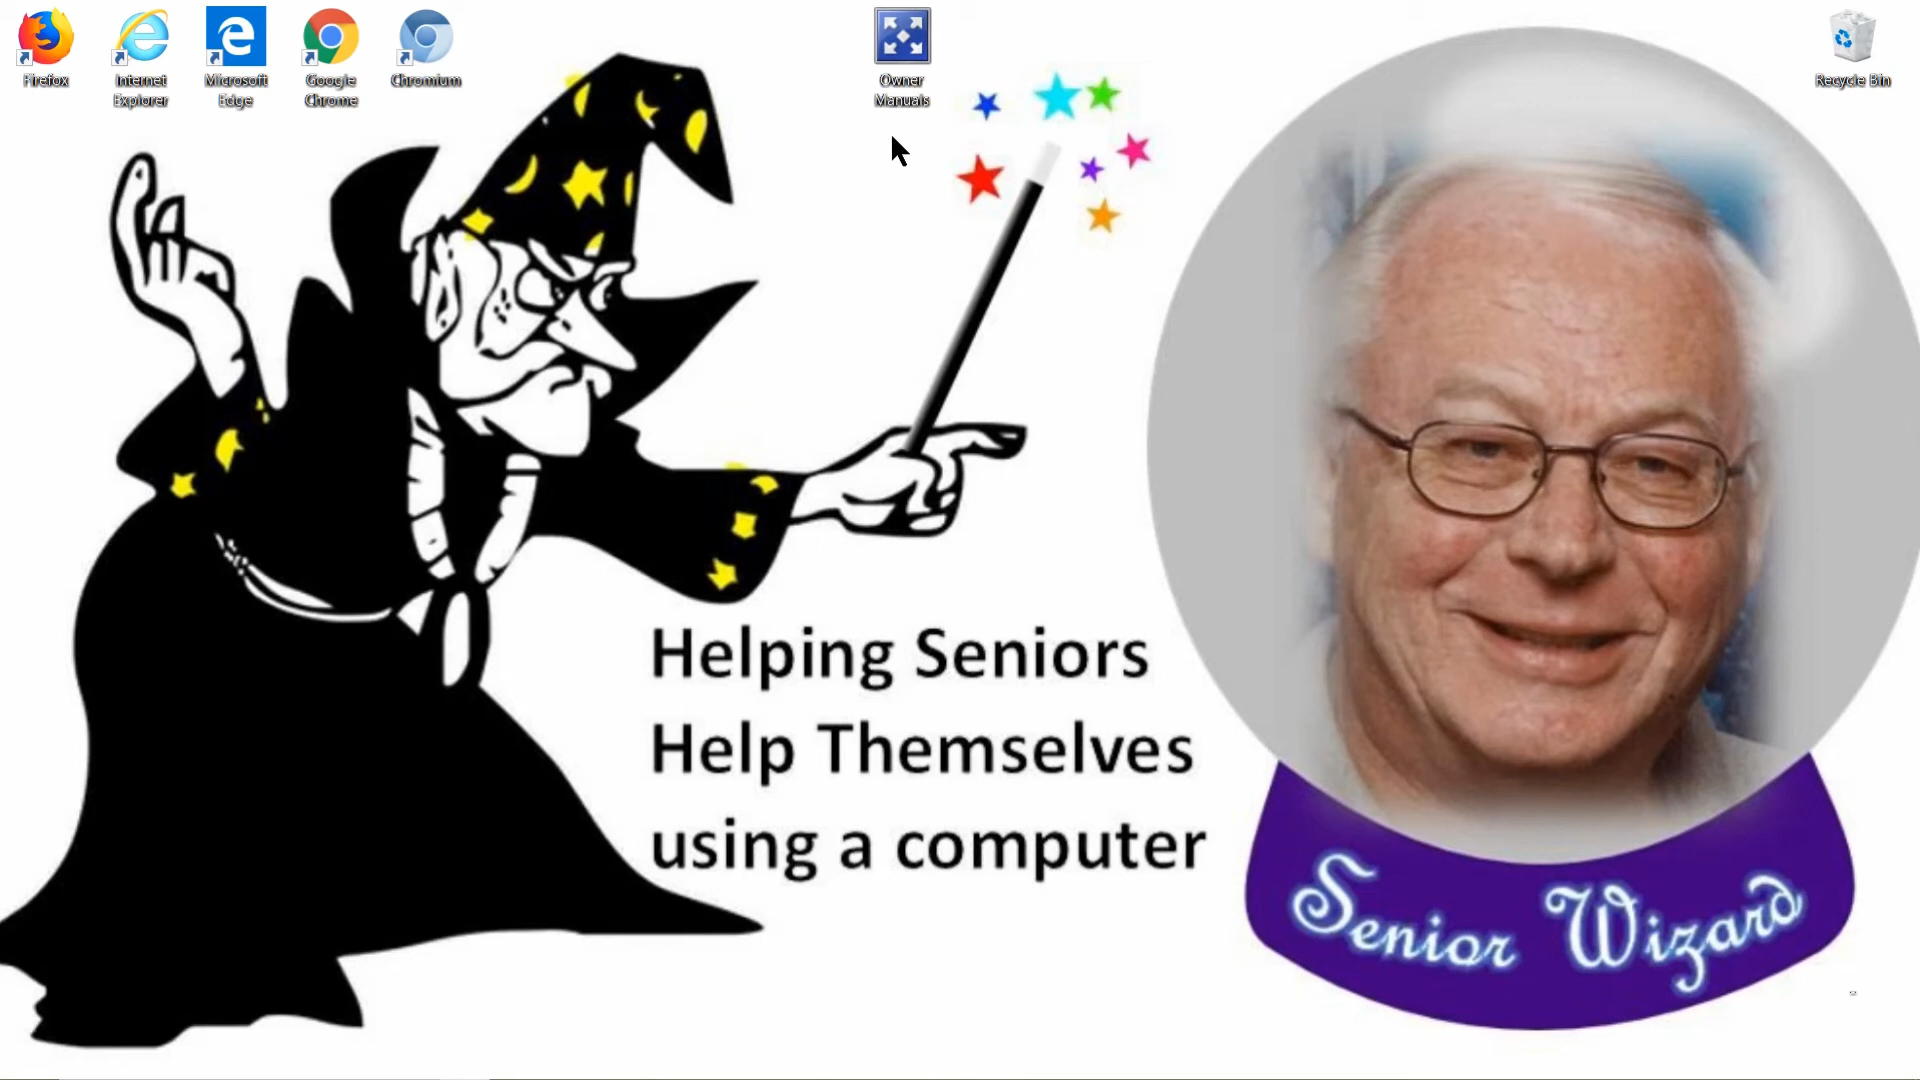 Firefox
Internet
Explorer
Microsoft
Edge
Google
Chrome
Chromium
Owner
Manuals
Recycle Bin
Helping Seniors
Help Themselves
using a computer
Senior Wizard